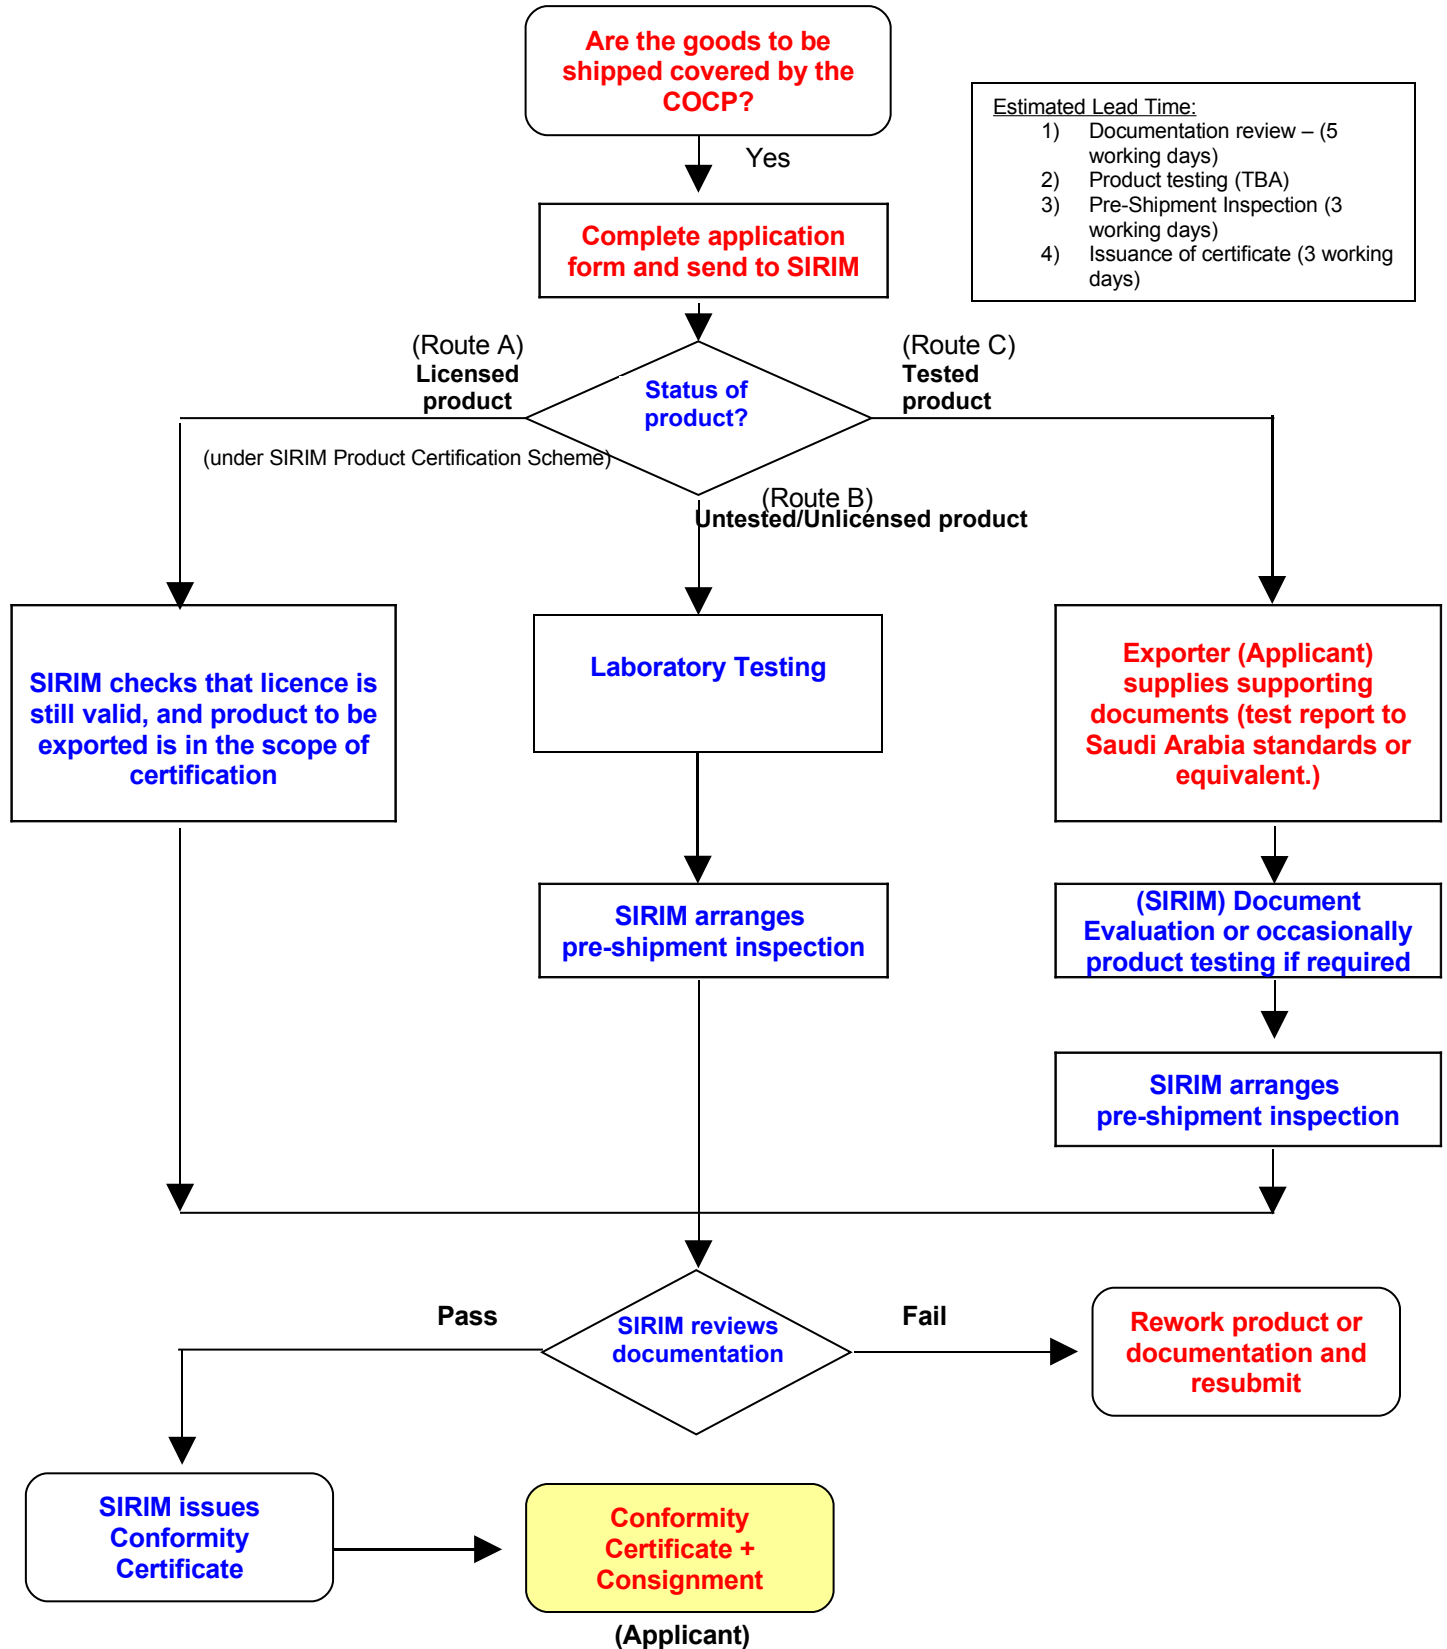 Are the goods to be
shipped covered by the
COCP?
Estimated Lead Time:
1) Documentation review – (5
working days)
2) Product testing (TBA)
3) Pre-Shipment Inspection (3
working days)
4) Issuance of certificate (3 working
days)
Yes
Complete application
form and send to SIRIM
(Route A)
Licensed
product
(Route C)
Tested
product
Status of
product?
(under SIRIM Product Certification Scheme)
(Route B)
Untested/Unlicensed product
SIRIM checks that licence is
still valid, and product to be
exported is in the scope of
certification
Laboratory Testing
Exporter (Applicant)
supplies supporting
documents (test report to
Saudi Arabia standards or
equivalent.)
SIRIM arranges
pre-shipment inspection
(SIRIM) Document
Evaluation or occasionally
product testing if required
SIRIM arranges
pre-shipment inspection
Pass
SIRIM reviews
documentation
Fail
Rework product or
documentation and
resubmit
SIRIM issues
Conformity
Certificate
Conformity
Certificate +
Consignment
(Applicant)